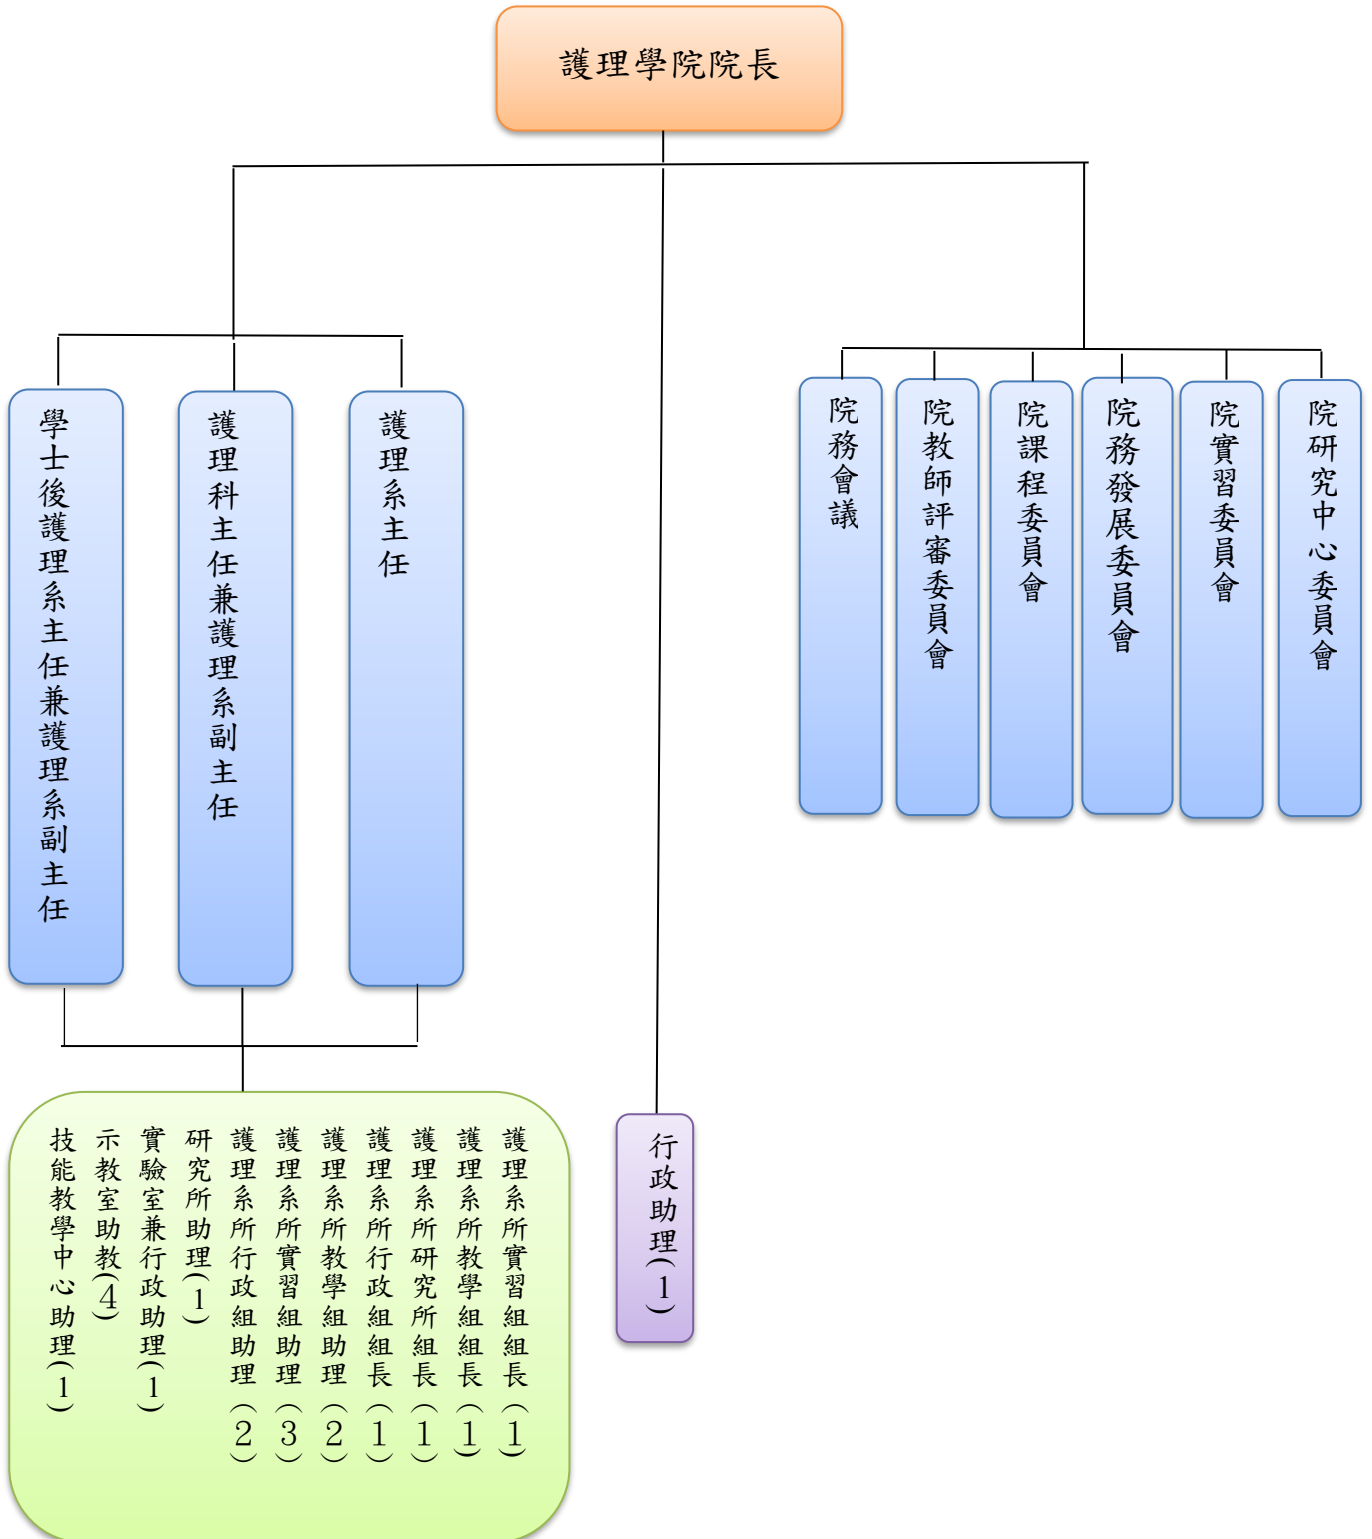 護理學院院長
學士後護理系主任兼護理系副主任
護理科主任兼護理系副主任
護理系主任
院務會議
院教師評審委員會
院課程委員會
院務發展委員會
院實習委員會
院研究中心委員會
護理系所實習組組長(1)
護理系所教學組組長(1)
護理系所研究所組長(1)
護理系所行政組組長(1)
護理系所教學組助理(2)
護理系所實習組助理(3)
護理系所行政組助理(2)
研究所助理(1)
實驗室兼行政助理(1)
示教室助教(4)
技能教學中心助理(1)
行政助理(1)